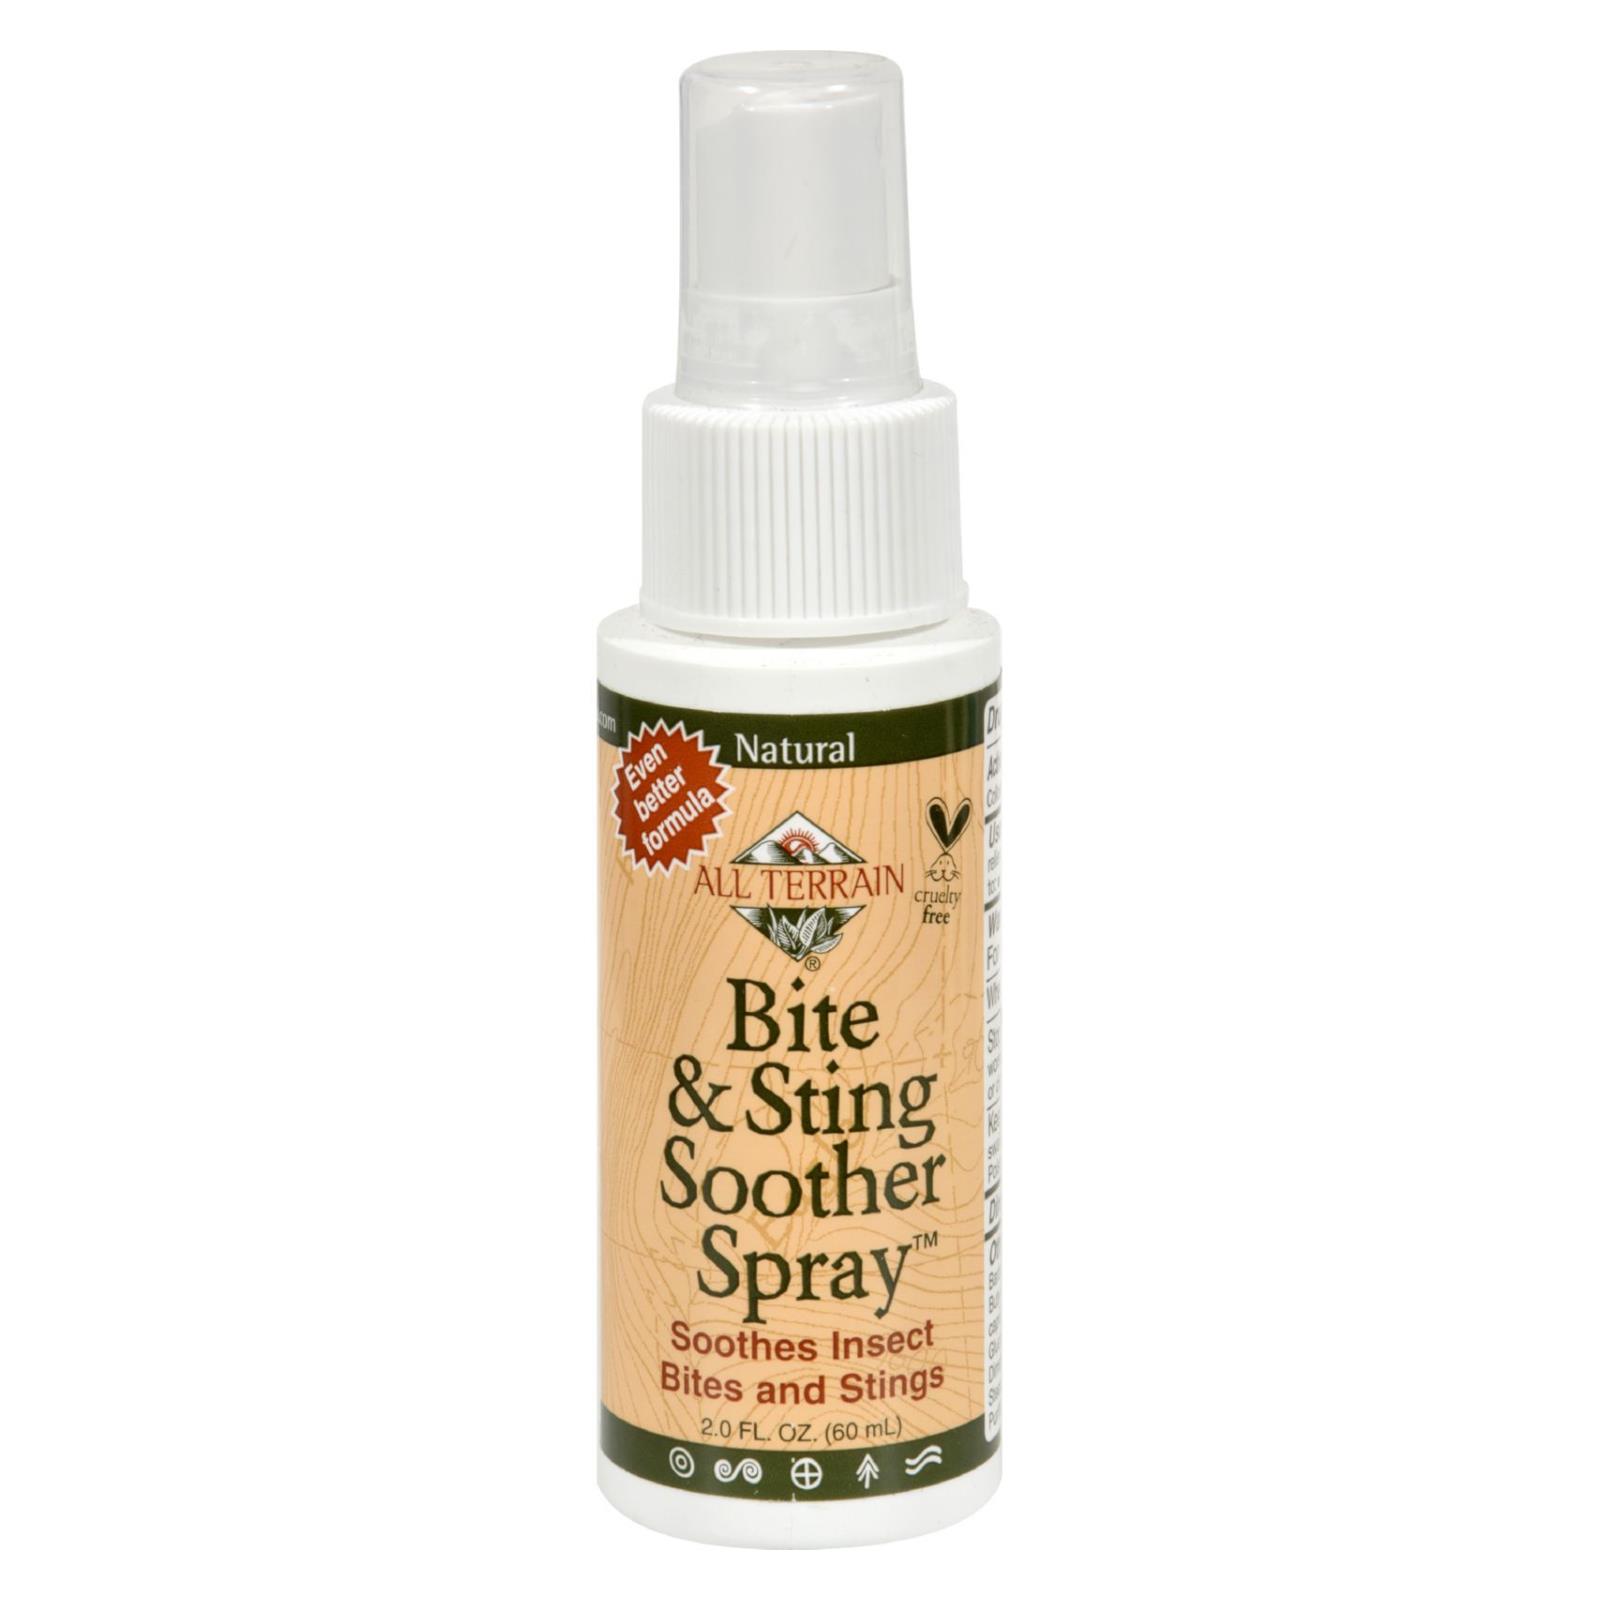 .com
Natural
Even
better
formula
ALL TERRAIN
®
cruelty
free
Bite
& Sting
Soother
Spray™
Soothes Insect
Bites and Stings
2.0 FL. OZ. (60 mL)